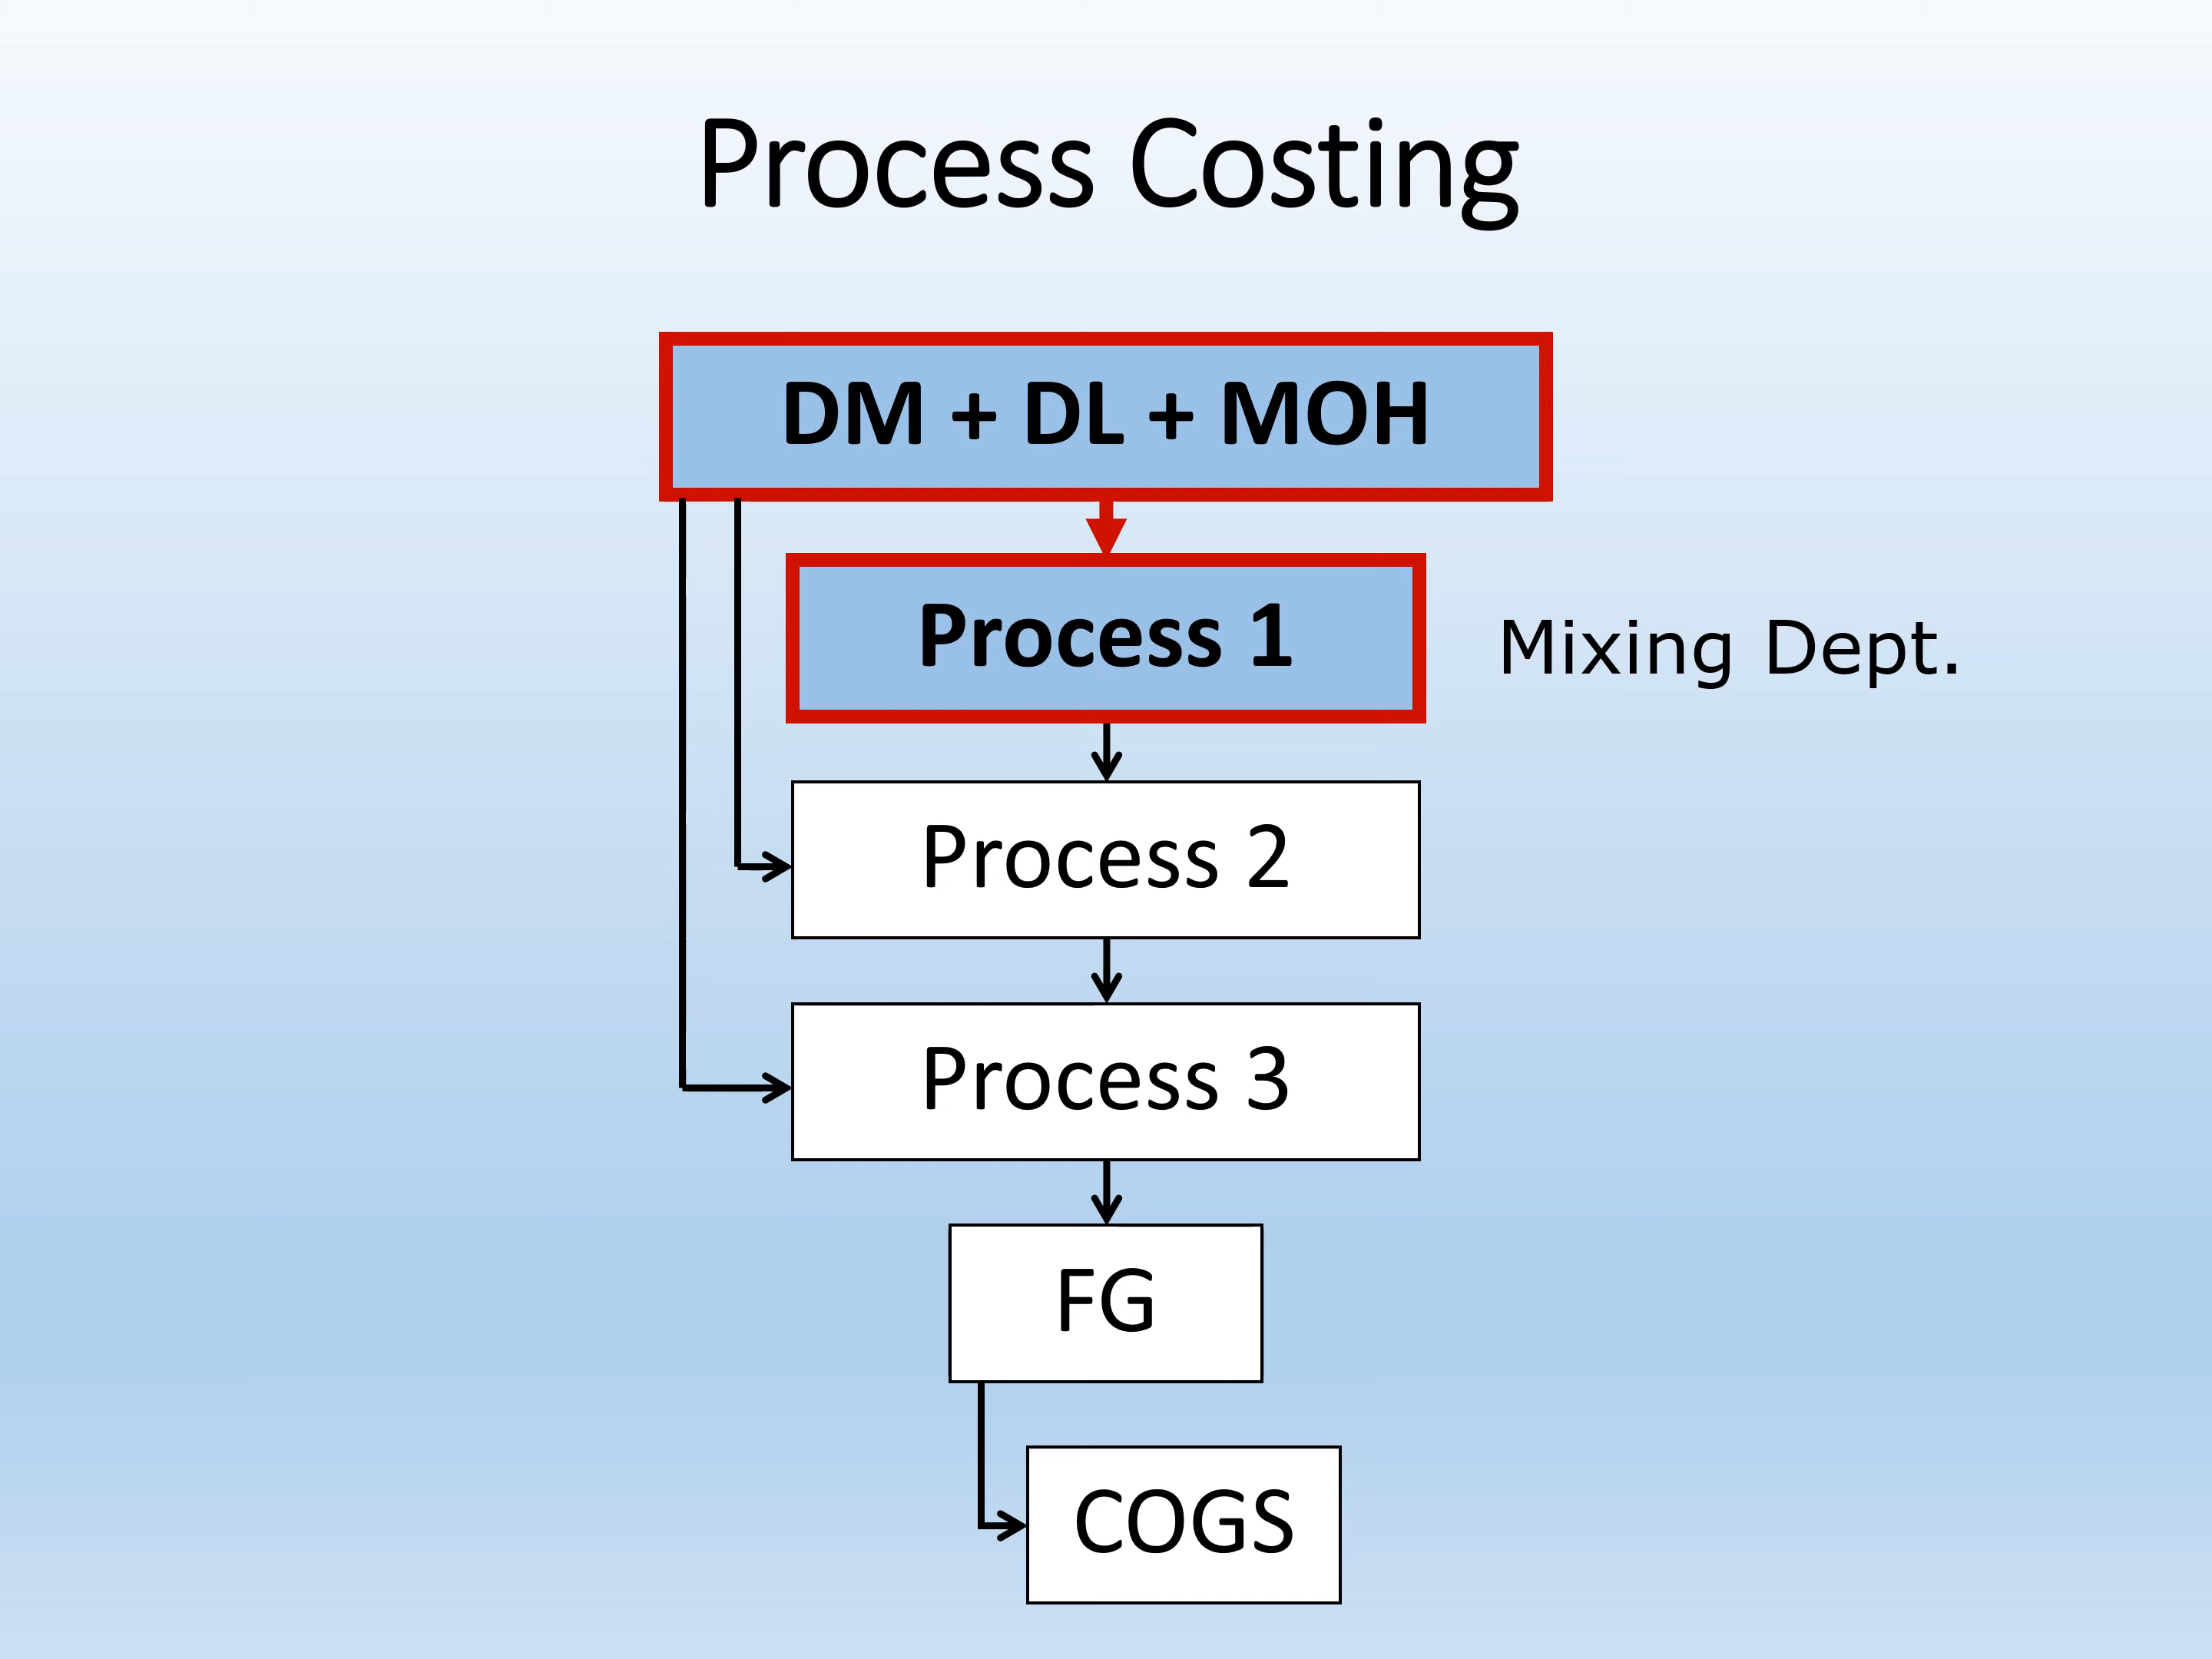 Process Costing
DM + DL + MOH
Process 1
Mixing Dept.
Process 2
Process 3
FG
COGS